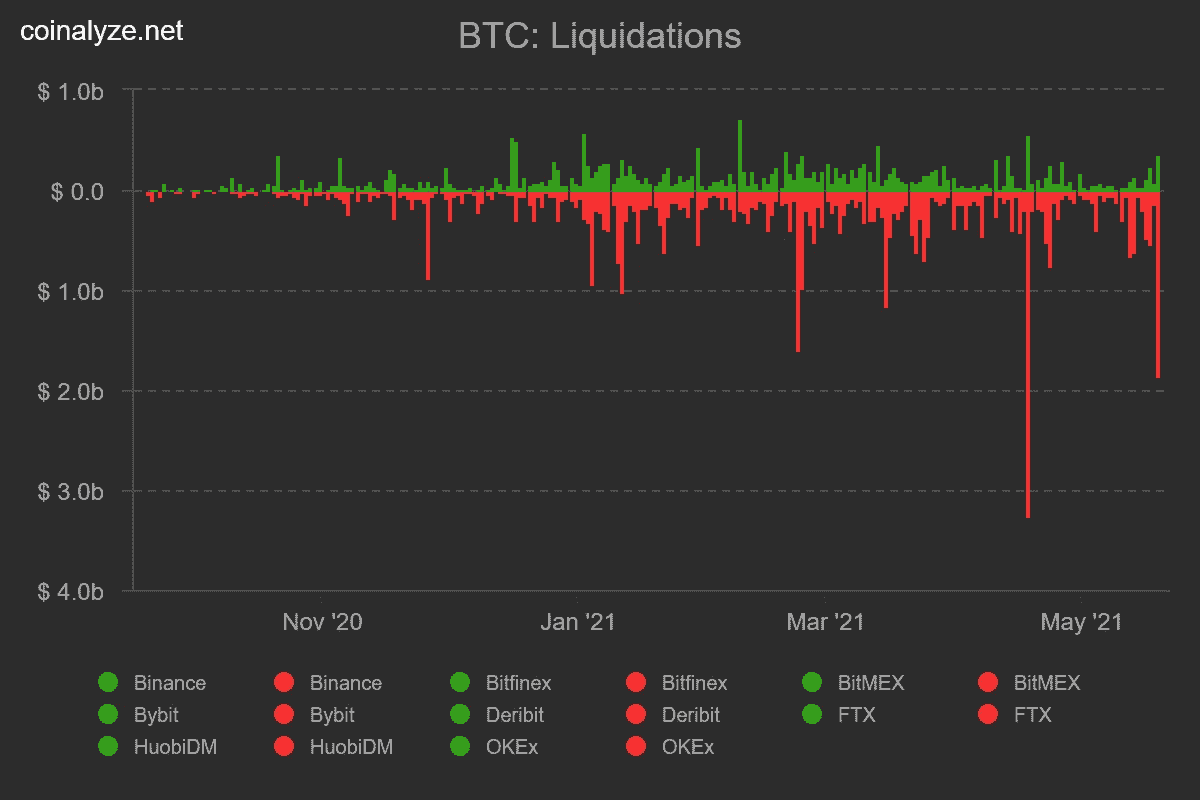 coinalyze.net
BTC: Liquidations
$ 1.0b
$ 0.0
$ 1.0b
$ 2.0b
$ 3.0b
$ 4.0b
Nov '20 Jan '21 Mar '21 May '21
Binance Binance Bitfinex Bitfinex BitMEX BitMEX
Bybit Bybit Deribit Deribit FTX FTX
HuobiDM HuobiDM OKEx OKEx